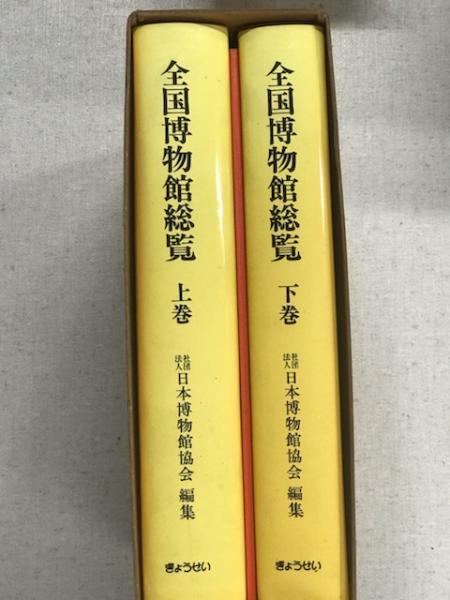 全国博物館総覧
上巻
社団法人 日本博物館協会 編集
ぎょうせい
全国博物館総覧
下巻
社団法人 日本博物館協会 編集
ぎょうせい